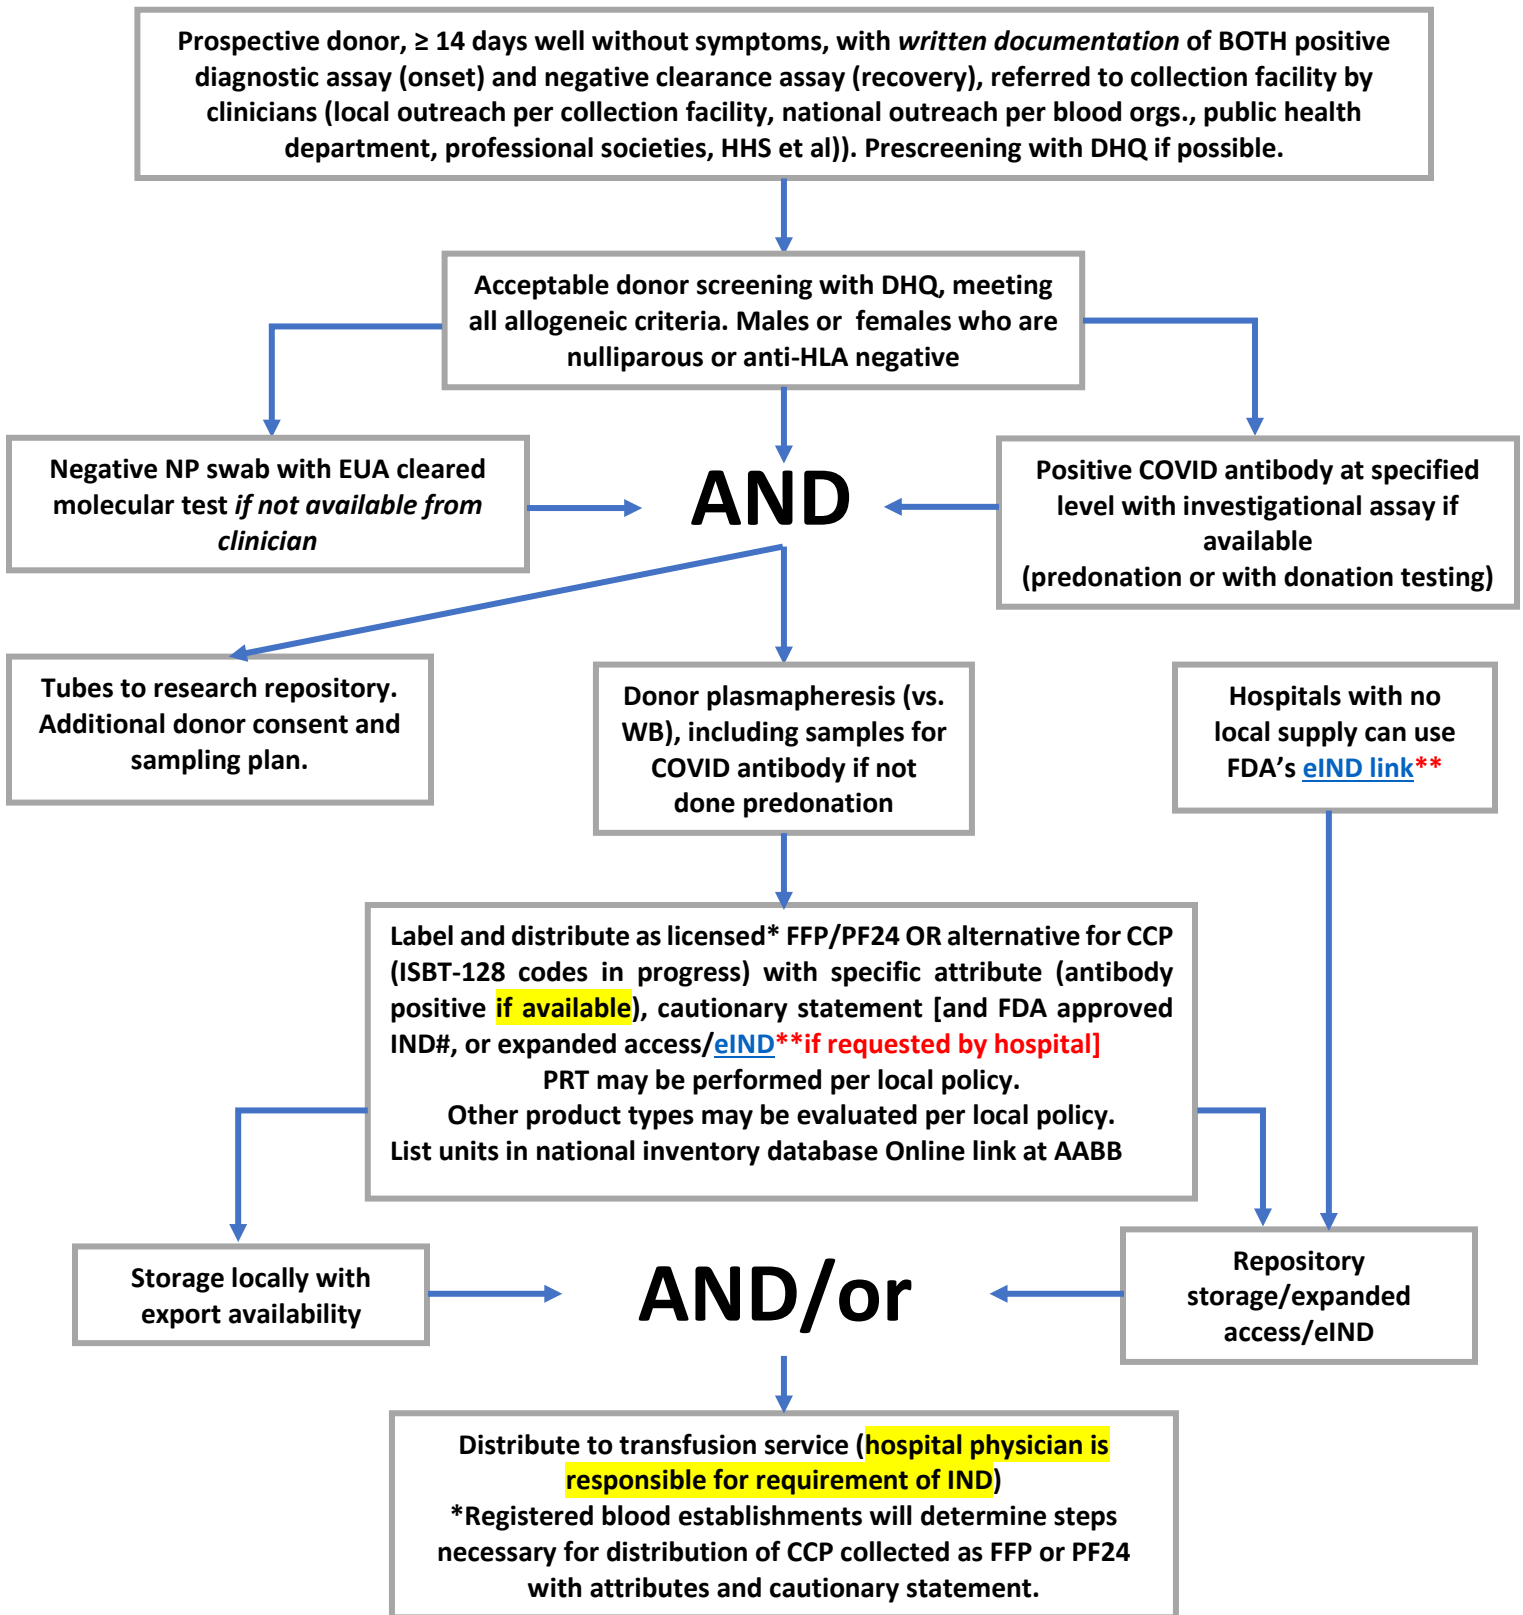 Prospective donor, ≥ 14 days well without symptoms, with written documentation of BOTH positive
diagnostic assay (onset) and negative clearance assay (recovery), referred to collection facility by
clinicians (local outreach per collection facility, national outreach per blood orgs., public health
department, professional societies, HHS et al)). Prescreening with DHQ if possible.
Acceptable donor screening with DHQ, meeting
all allogeneic criteria. Males or females who are
nulliparous or anti-HLA negative
Negative NP swab with EUA cleared
molecular test if not available from
clinician
AND
Positive COVID antibody at specified
level with investigational assay if
available
(predonation or with donation testing)
Tubes to research repository.
Additional donor consent and
sampling plan.
Donor plasmapheresis (vs.
WB), including samples for
COVID antibody if not
done predonation
Hospitals with no
local supply can use
FDA’s eIND link**
Label and distribute as licensed* FFP/PF24 OR alternative for CCP
(ISBT-128 codes in progress) with specific attribute (antibody
positive if available), cautionary statement [and FDA approved
IND#, or expanded access/eIND**if requested by hospital]
PRT may be performed per local policy.
Other product types may be evaluated per local policy.
List units in national inventory database Online link at AABB
Storage locally with
export availability
AND/or
Repository
storage/expanded
access/eIND
Distribute to transfusion service (hospital physician is
responsible for requirement of IND)
*Registered blood establishments will determine steps
necessary for distribution of CCP collected as FFP or PF24
with attributes and cautionary statement.